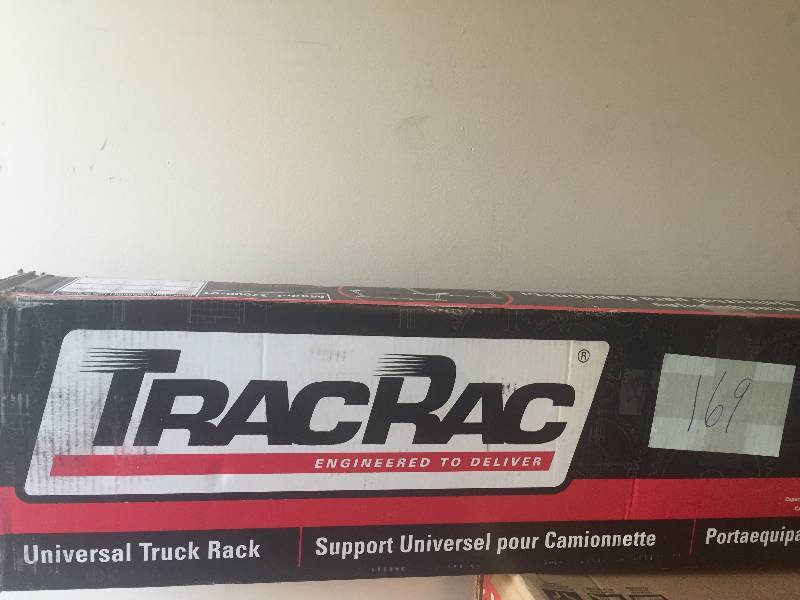 TRACRAC®
ENGINEERED TO DELIVER
169
Universal Truck Rack
Support Universel pour Camionnette
Portaequipa